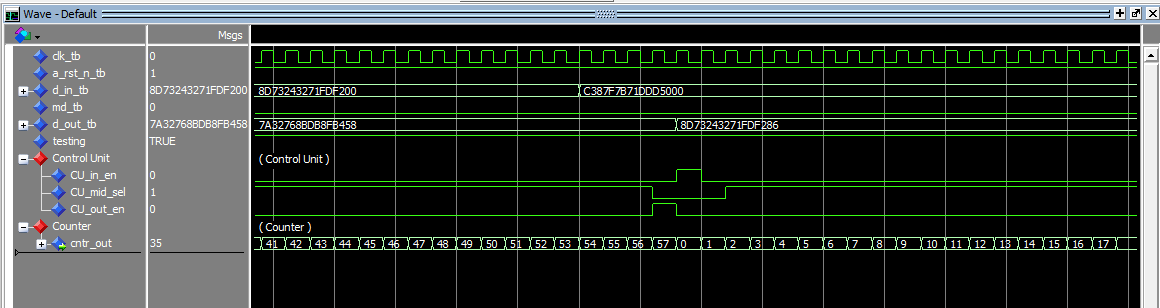 Wave - Default
Msgs
clk_tb 0
a_rst_n_tb 1
d_in_tb 8D73243271FDF200 8D73243271FDF200 C387F7B71DDD5000
md_tb 0
d_out_tb 7A32768BDB8FB458 7A32768BDB8FB458 8D73243271FDF286
testing TRUE
Control Unit ( Control Unit )
CU_in_en 0
CU_mid_sel 1
CU_out_en 0
Counter ( Counter )
cntr_out 35 41 42 43 44 45 46 47 48 49 50 51 52 53 54 55 56 57 0 1 2 3 4 5 6 7 8 9 10 11 12 13 14 15 16 17